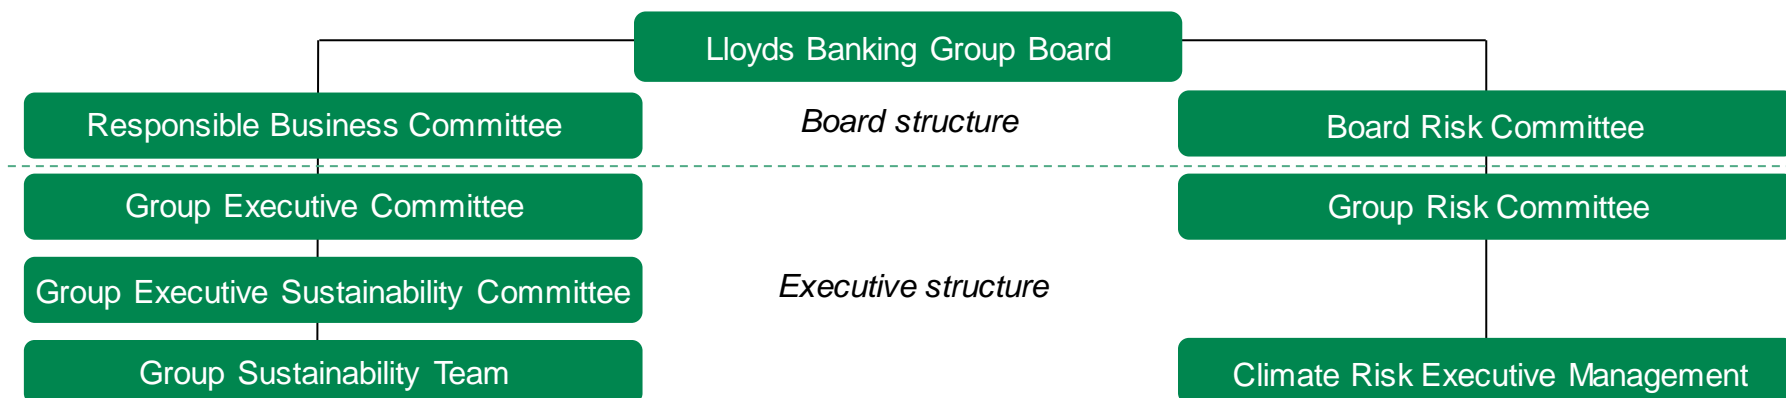 Lloyds Banking Group Board
Responsible Business Committee
Board structure
Board Risk Committee
Group Executive Committee
Group Risk Committee
Group Executive Sustainability Committee
Executive structure
Group Sustainability Team
Climate Risk Executive Management